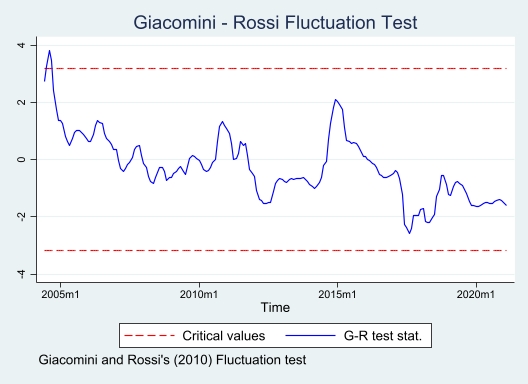 Giacomini - Rossi Fluctuation Test
4
2
0
-2
-4
2005m1 2010m1 2015m1 2020m1
Time
Critical values G-R test stat.
Giacomini and Rossi's (2010) Fluctuation test